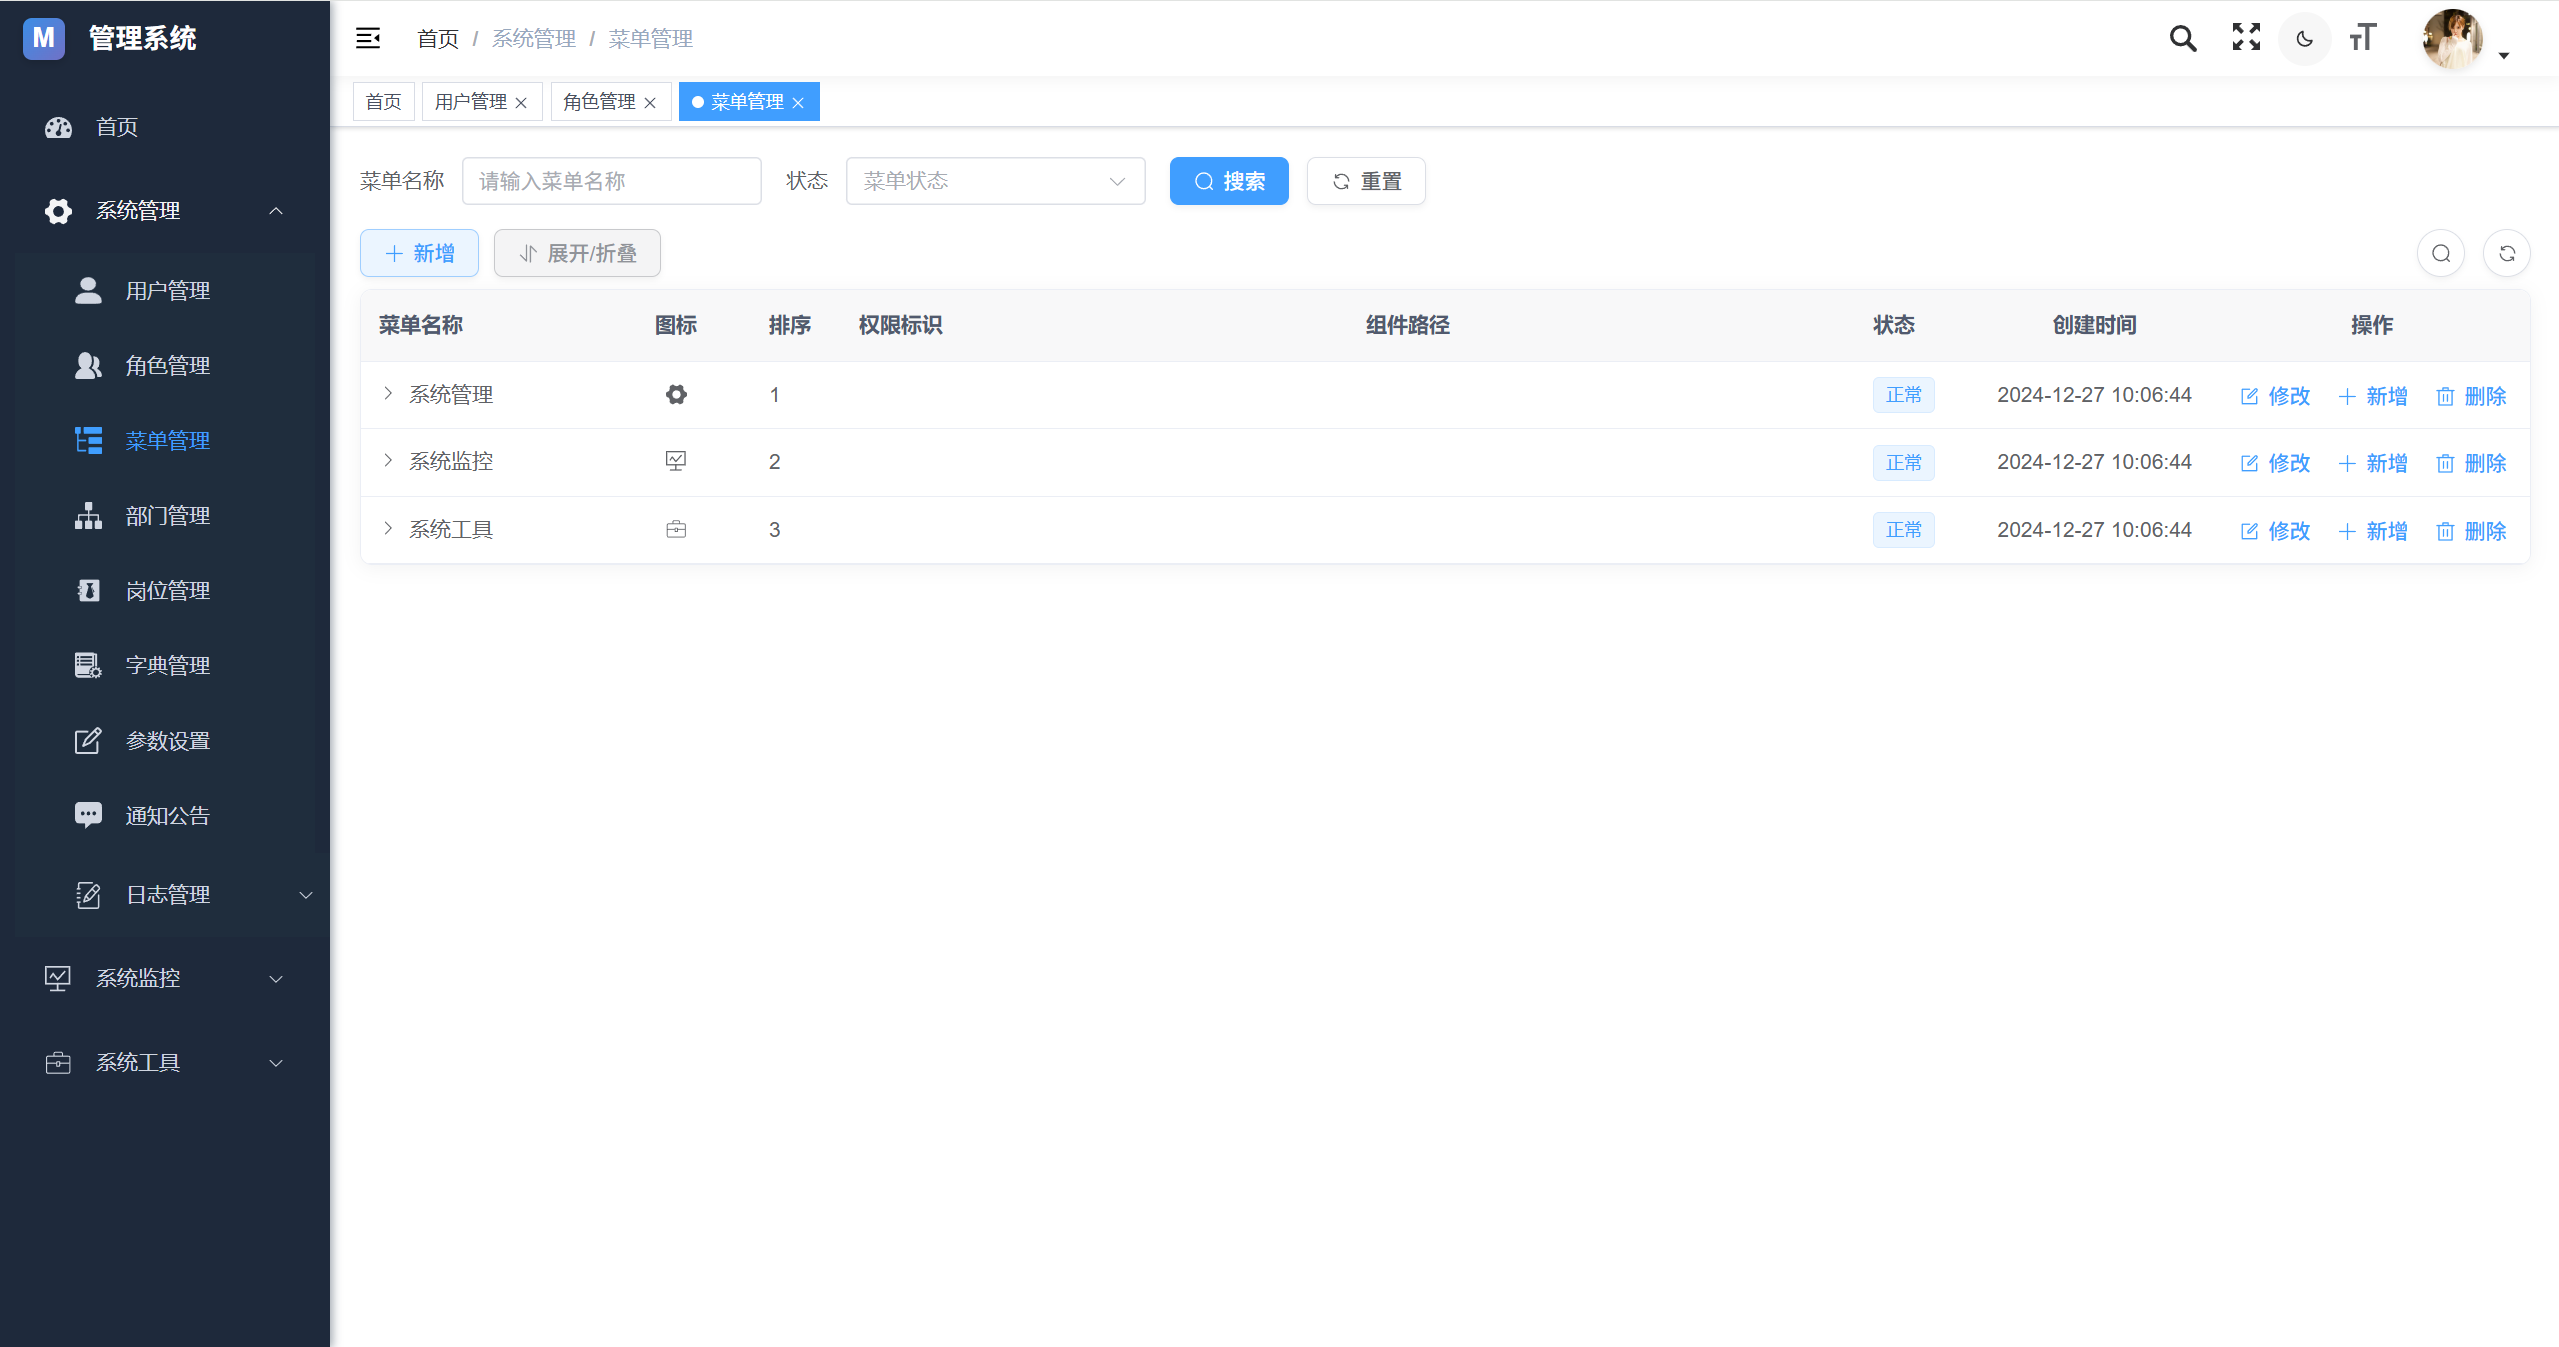 M 管理系统
首页
系统管理
用户管理
角色管理
菜单管理
部门管理
岗位管理
字典管理
参数设置
通知公告
日志管理
系统监控
系统工具
首页 / 系统管理 / 菜单管理
首页 用户管理 角色管理 菜单管理
菜单名称 请输入菜单名称 状态 菜单状态 搜索 重置
新增 展开/折叠
菜单名称 图标 排序 权限标识 组件路径 状态 创建时间 操作
系统管理 1 正常 2024-12-27 10:06:44 修改 新增 删除
系统监控 2 正常 2024-12-27 10:06:44 修改 新增 删除
系统工具 3 正常 2024-12-27 10:06:44 修改 新增 删除